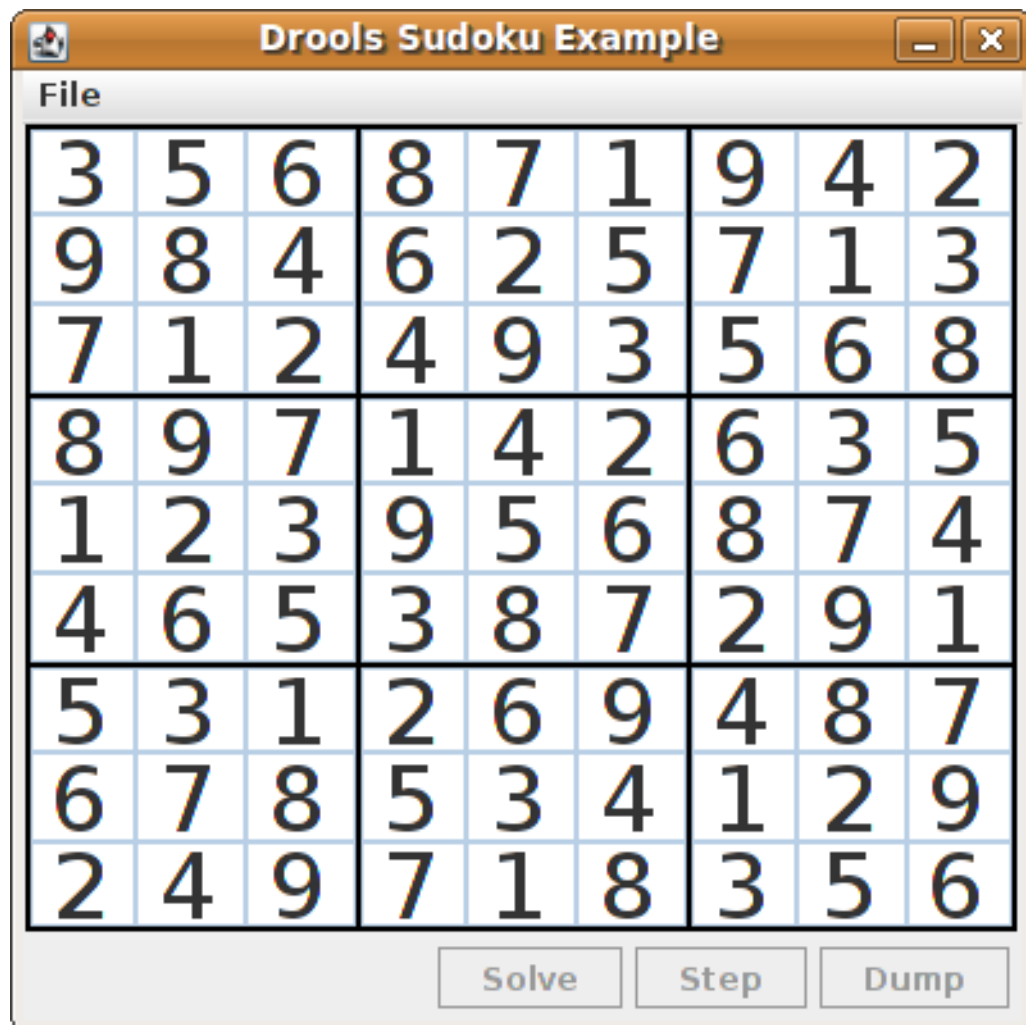 Drools Sudoku Example
File
3 5 6 8 7 1 9 4 2
9 8 4 6 2 5 7 1 3
7 1 2 4 9 3 5 6 8
8 9 7 1 4 2 6 3 5
1 2 3 9 5 6 8 7 4
4 6 5 3 8 7 2 9 1
5 3 1 2 6 9 4 8 7
6 7 8 5 3 4 1 2 9
2 4 9 7 1 8 3 5 6
Solve Step Dump